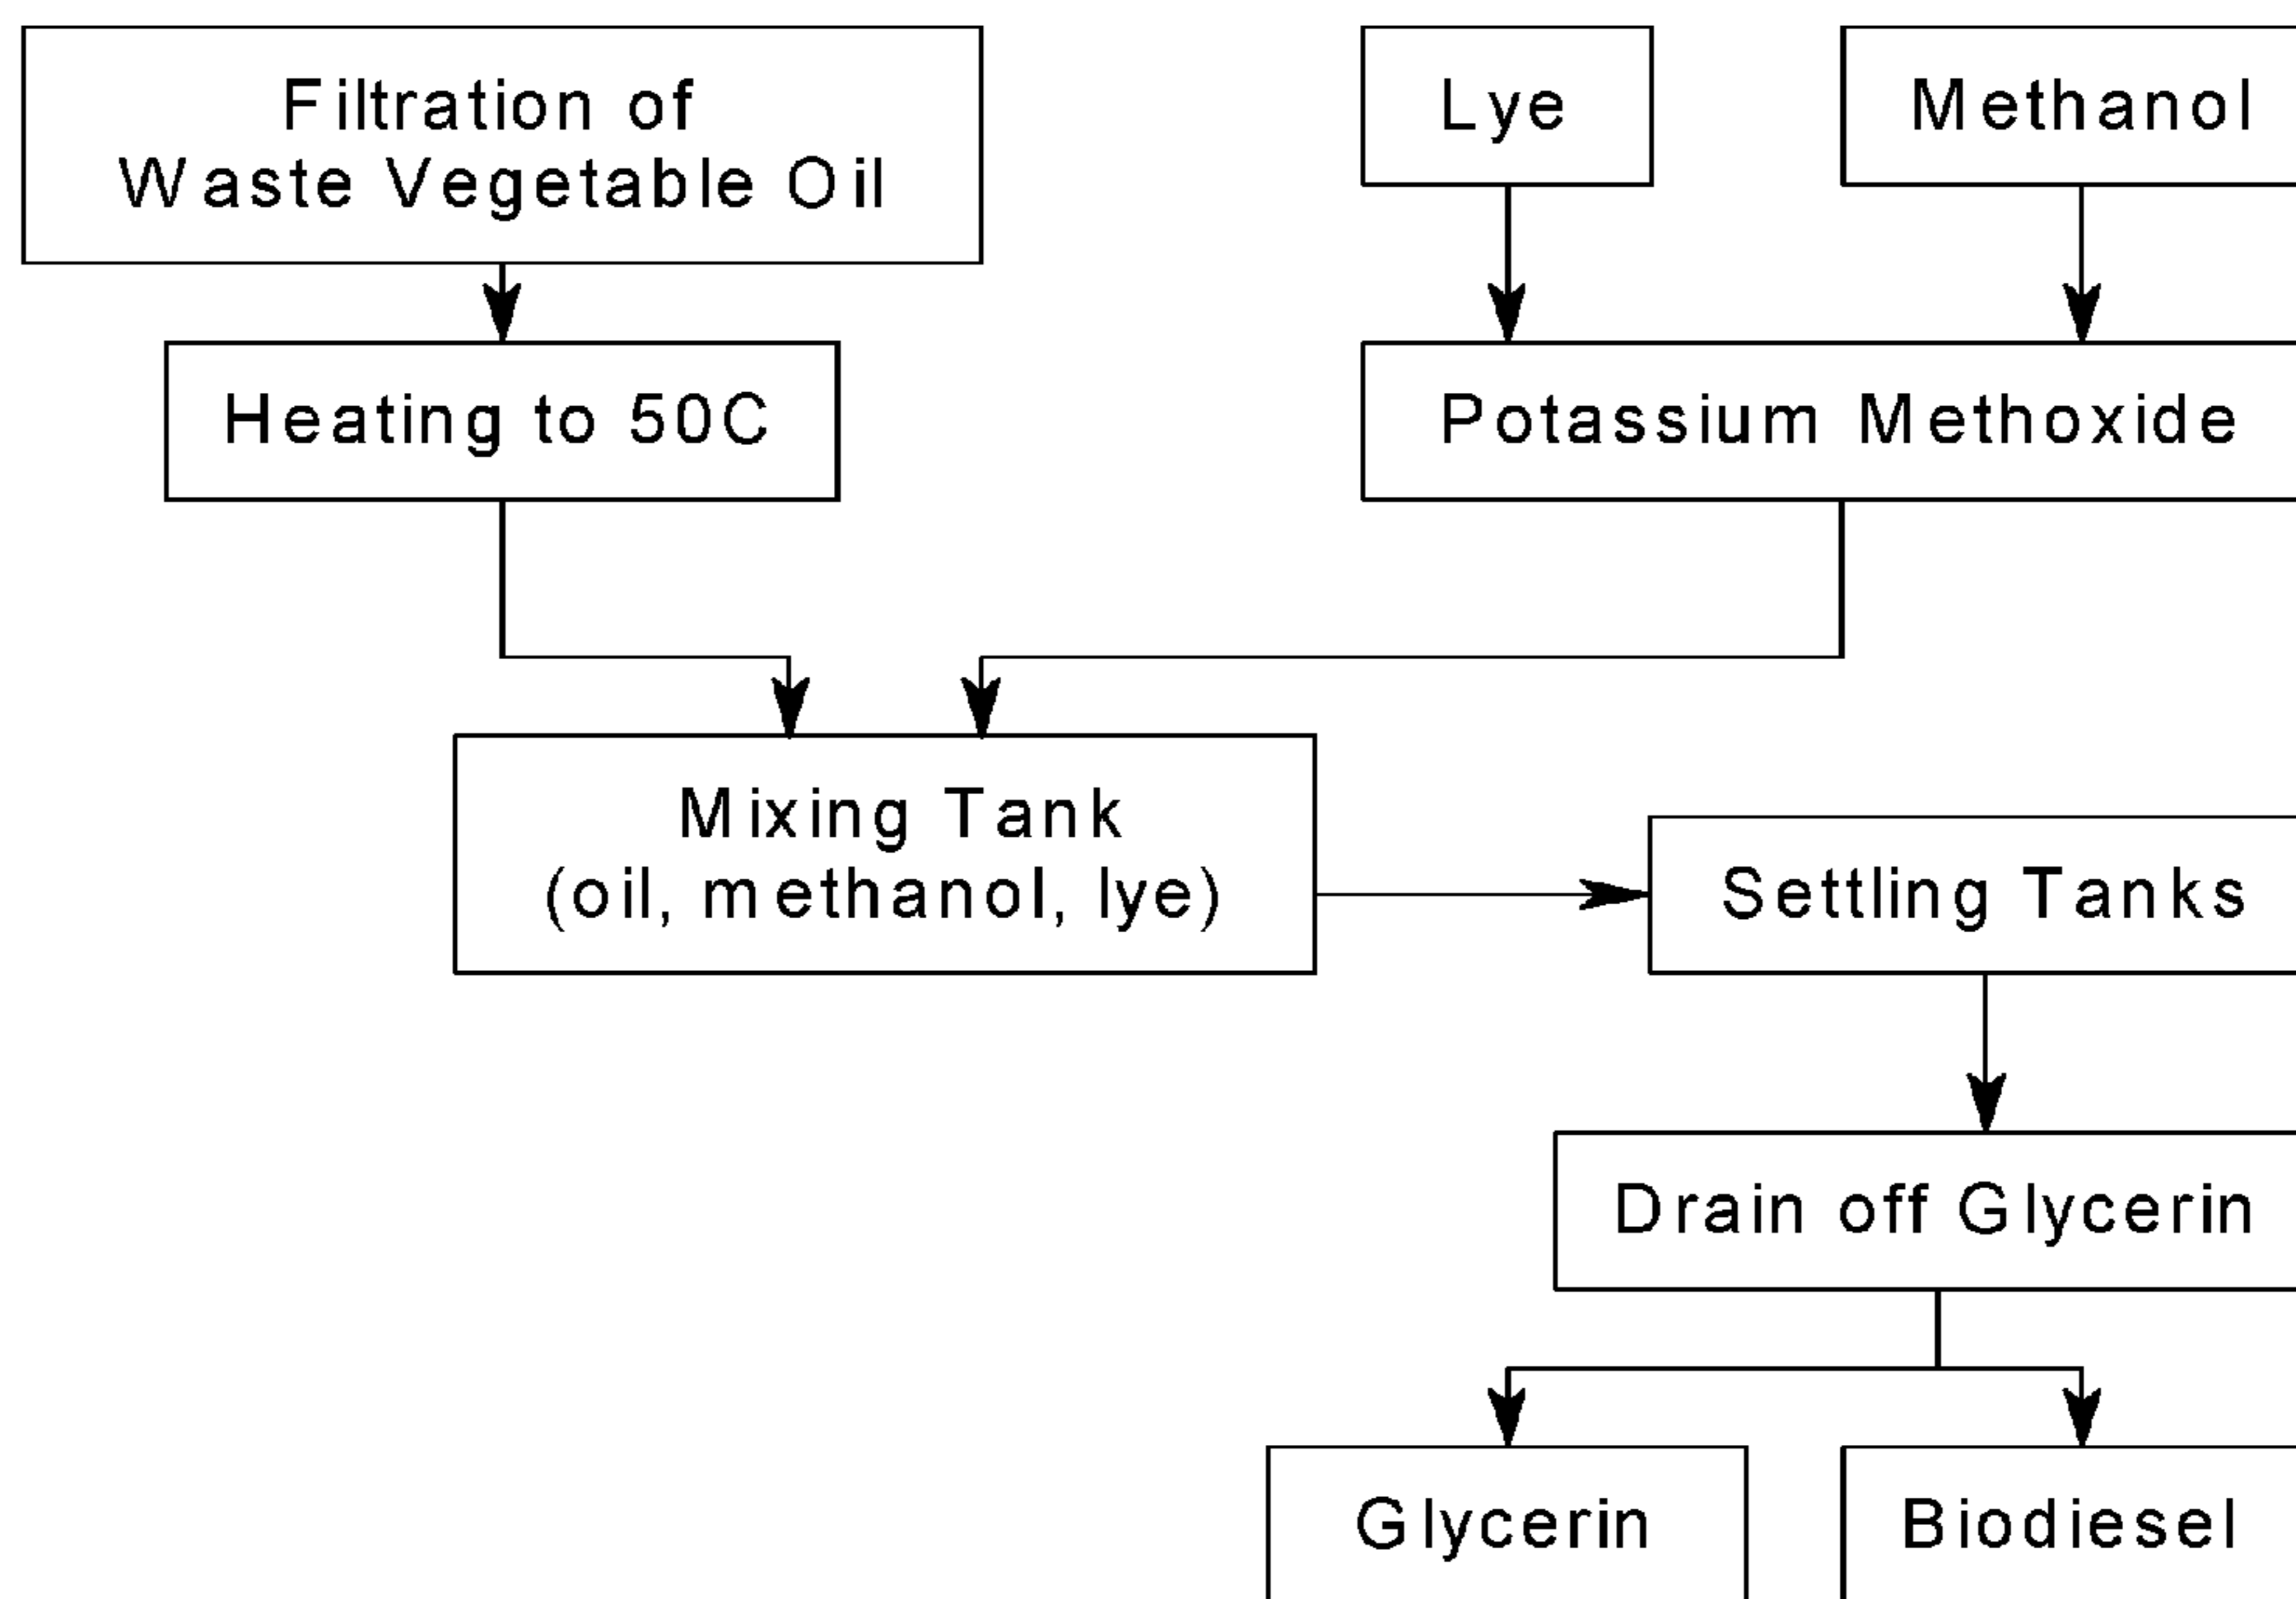 Filtration of
Waste Vegetable Oil
Lye
Methanol
Heating to 50C
Potassium Methoxide
Mixing Tank
(oil, methanol, lye)
Settling Tanks
Drain off Glycerin
Glycerin
Biodiesel